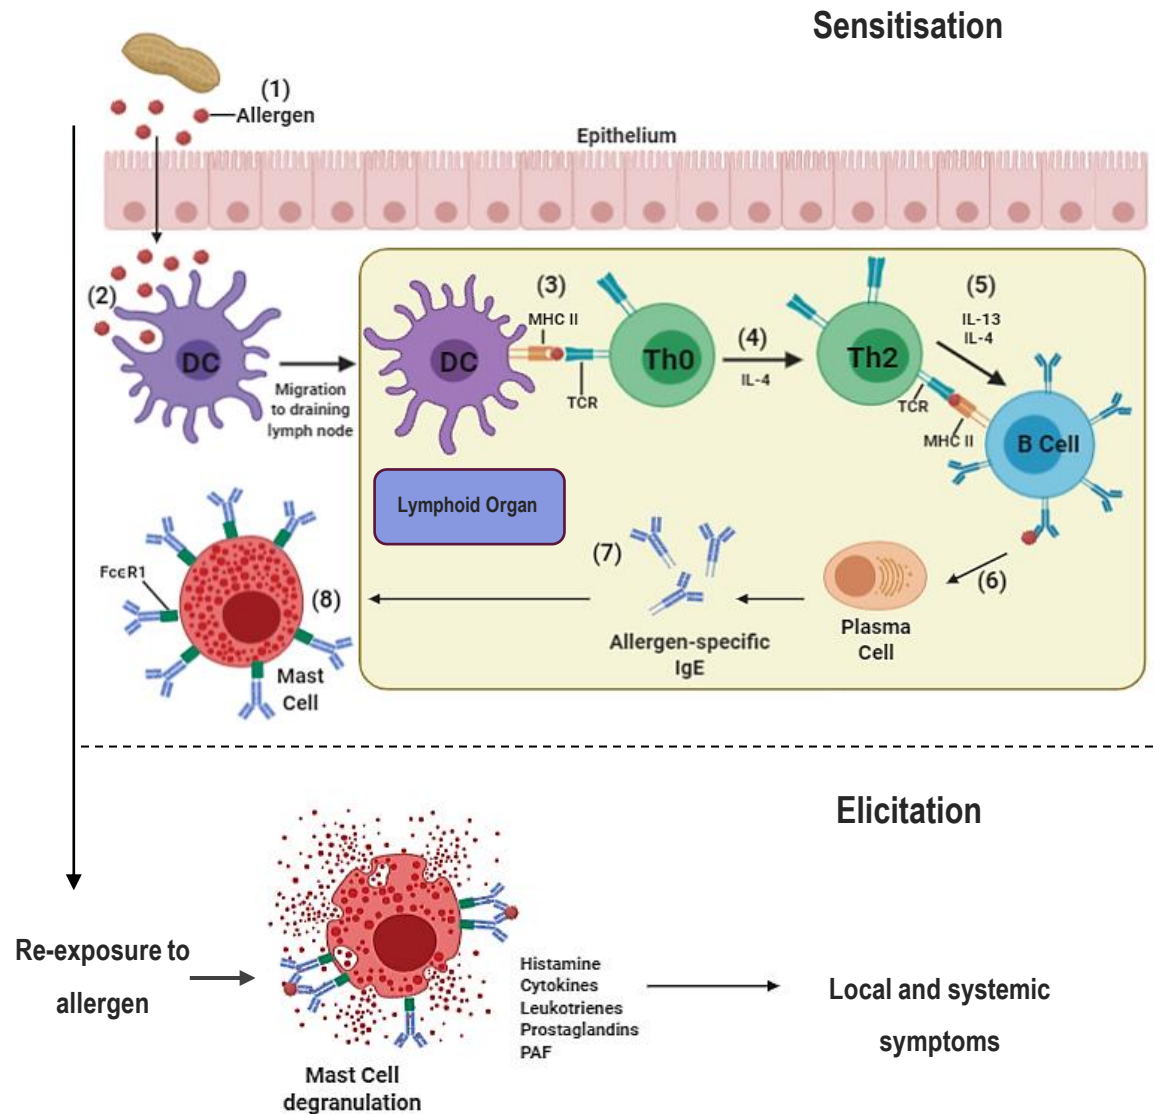 Sensitisation
(1)
Allergen
Epithelium
(2)
DC
Migration
to draining
lymph node
DC
(3)
MHC II
TCR
Th0
(4)
IL-4
Th2
(5)
IL-13
IL-4
TCR
MHC II
B Cell
Lymphoid Organ
(6)
Plasma
Cell
(7)
Allergen-specific
IgE
(8)
FcϵR1
Mast
Cell
Elicitation
Re-exposure to
allergen
Mast Cell
degranulation
Histamine
Cytokines
Leukotrienes
Prostaglandins
PAF
Local and systemic
symptoms